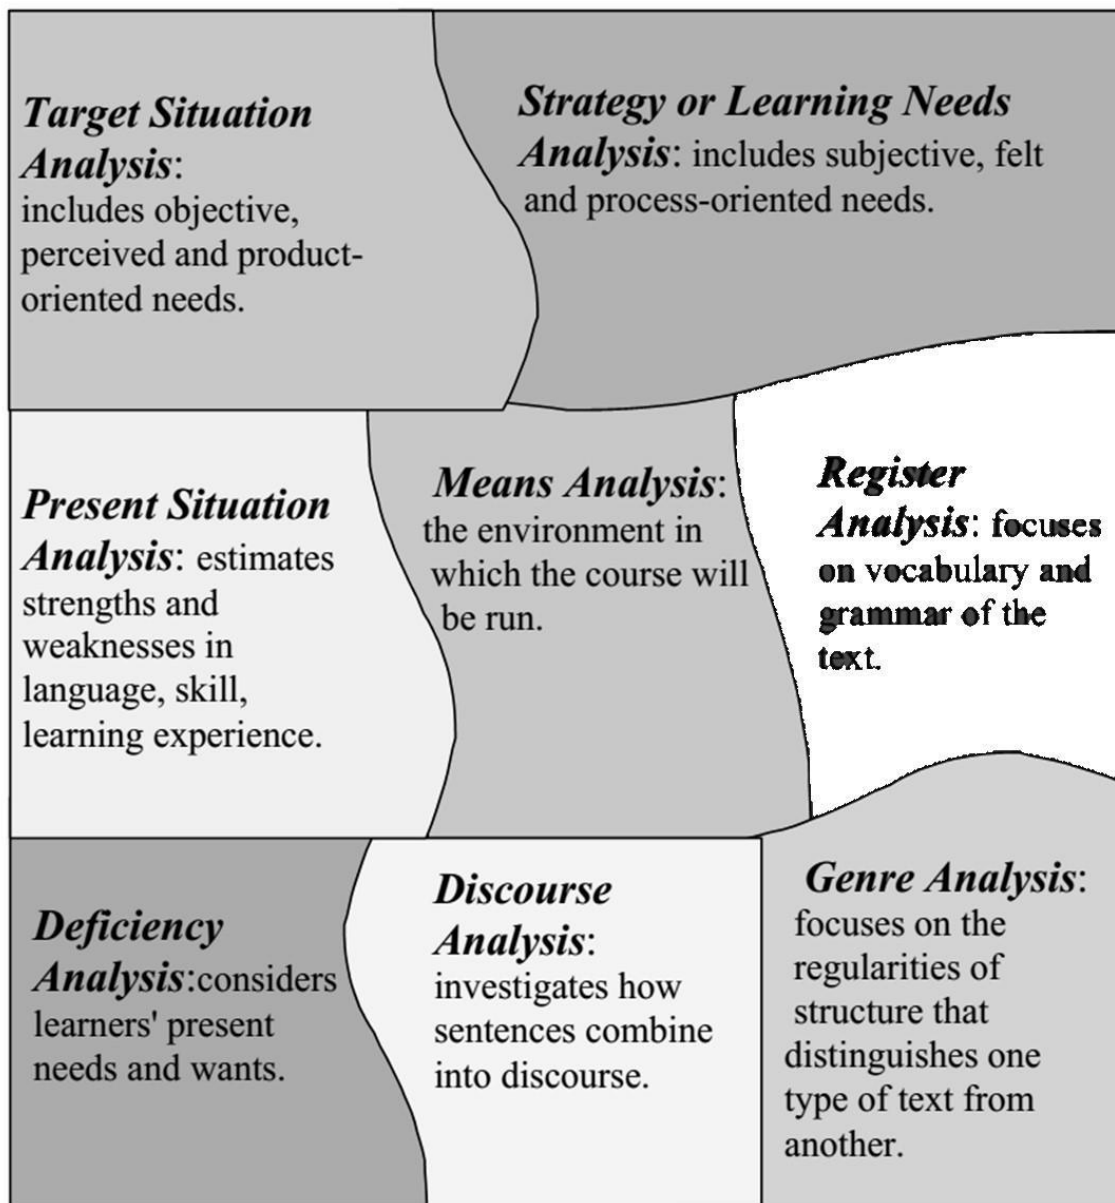 Target Situation
Analysis:
includes objective,
perceived and product-
oriented needs.
Strategy or Learning Needs
Analysis: includes subjective, felt
and process-oriented needs.
Present Situation
Analysis: estimates
strengths and
weaknesses in
language, skill,
learning experience.
Means Analysis:
the environment in
which the course will
be run.
Register
Analysis: focuses
on vocabulary and
grammar of the
text.
Deficiency
Analysis:considers
learners' present
needs and wants.
Discourse
Analysis:
investigates how
sentences combine
into discourse.
Genre Analysis:
focuses on the
regularities of
structure that
distinguishes one
type of text from
another.